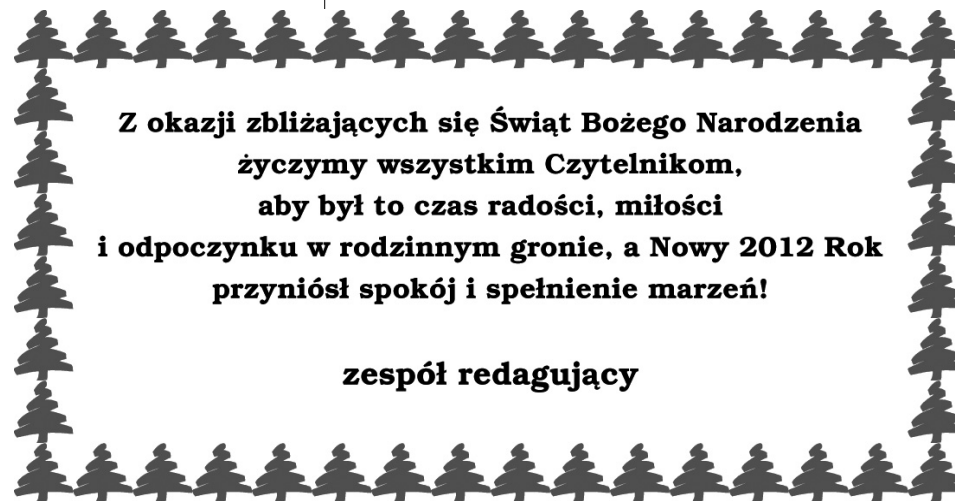 Z okazji zbliżających się Świąt Bożego Narodzenia
życzymy wszystkim Czytelnikom,
aby był to czas radości, miłości
i odpoczynku w rodzinnym gronie, a Nowy 2012 Rok
przyniósł spokój i spełnienie marzeń!
zespół redagujący